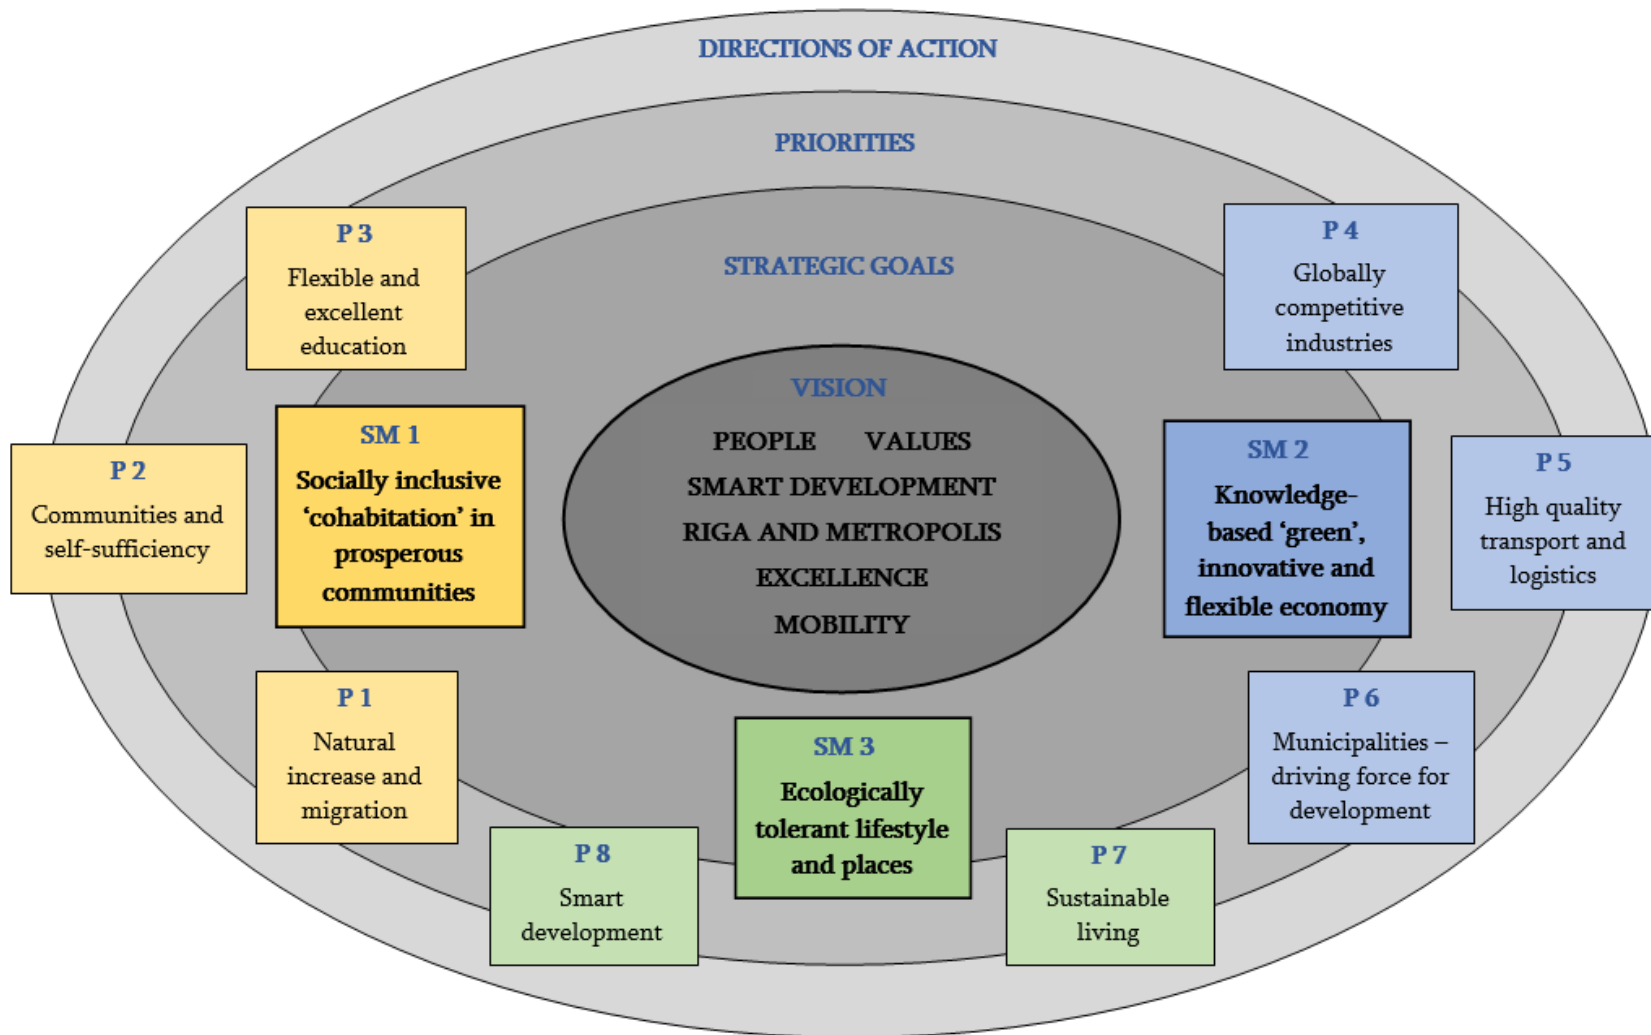 DIRECTIONS OF ACTION
PRIORITIES
STRATEGIC GOALS
P 3
Flexible and
excellent
education
P 4
Globally
competitive
industries
VISION
PEOPLE VALUES
SMART DEVELOPMENT
RIGA AND METROPOLIS
EXCELLENCE
MOBILITY
P 2
Communities and
self-sufficiency
SM 1
Socially inclusive
‘cohabitation’ in
prosperous
communities
SM 2
Knowledge-
based ‘green’,
innovative and
flexible economy
P 5
High quality
transport and
logistics
P 1
Natural
increase and
migration
SM 3
Ecologically
tolerant lifestyle
and places
P 6
Municipalities –
driving force for
development
P 8
Smart
development
P 7
Sustainable
living